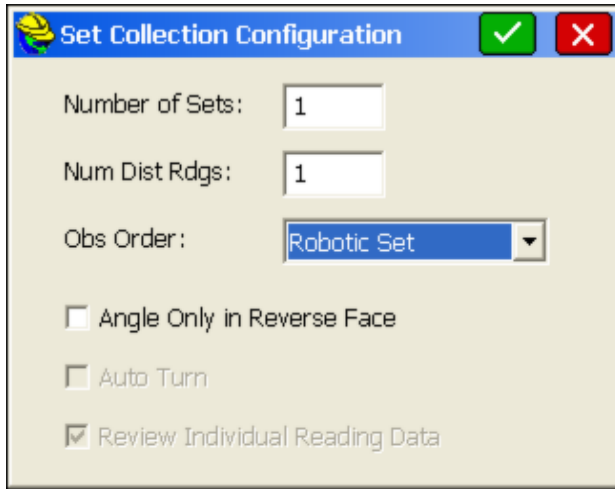 Set Collection Configuration
Number of Sets: 1
Num Dist Rdgs: 1
Obs Order: Robotic Set
Angle Only in Reverse Face
Auto Turn
Review Individual Reading Data